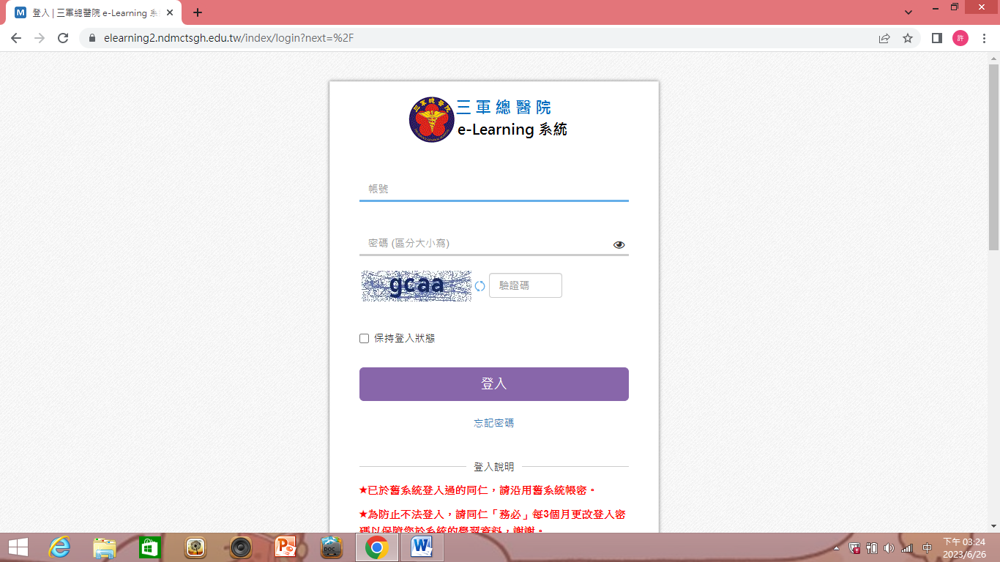 登入 | 三軍總醫院 e-Learning 系
elearning2.ndmctsgh.edu.tw/index/login?next=%2F
許
三軍總醫院
e-Learning 系統
帳號
密碼 (區分大小寫)
gcaa
驗證碼
保持登入狀態
登入
忘記密碼
登入說明
★已於舊系統登入過的同仁，請沿用舊系統帳密。
★為防止不法登入，請同仁「務必」每3個月更改登入密
碼以保障您於系統的學習資料，謝謝。
中
下午 03:24
2023/6/26